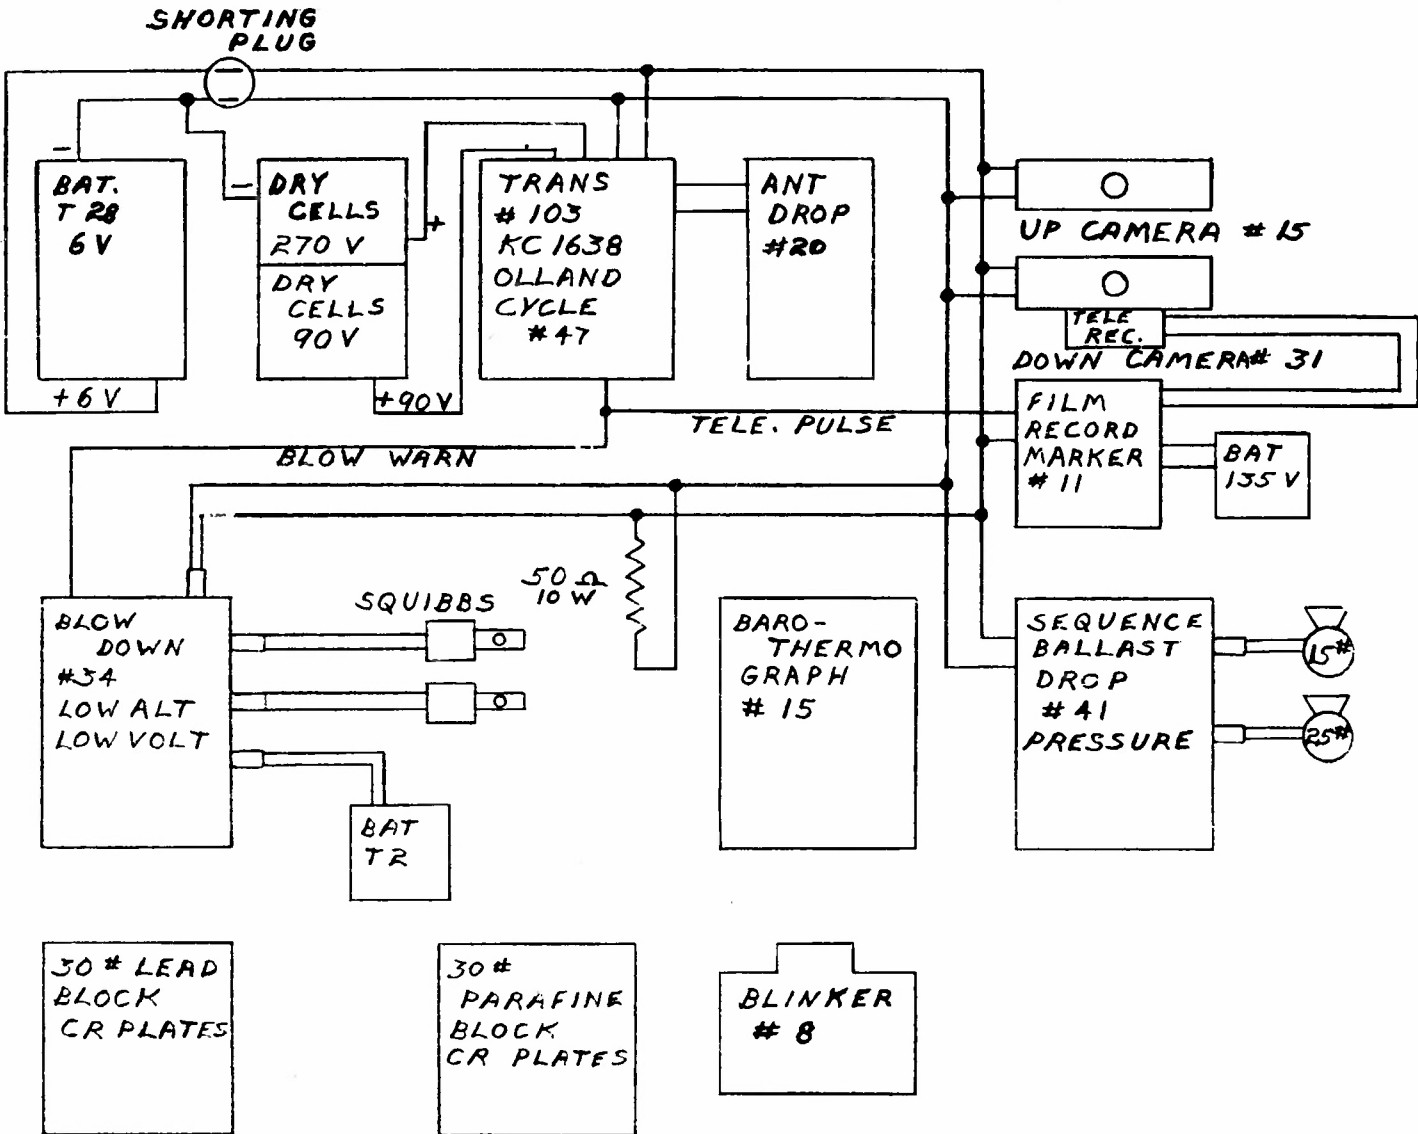 SHORTING
PLUG
−
BAT.
T 28
6 V
+ 6 V
−
DRY
CELLS
270 V
+
DRY
CELLS
90 V
+90 V
TRANS
# 103
KC 1638
OLLAND
CYCLE
# 47
ANT
DROP
#20
UP CAMERA # 15
TELE
REC.
DOWN CAMERA# 31
FILM
RECORD
MARKER
# 11
BAT
135 V
TELE. PULSE
BLOW WARN
50 Ω
10 W
SQUIBBS
BLOW
DOWN
#34
LOW ALT
LOW VOLT
BAT
T 2
BARO-
THERMO
GRAPH
# 15
SEQUENCE
BALLAST
DROP
# 41
PRESSURE
15#
25#
30 # LEAD
BLOCK
CR PLATES
30 #
PARAFINE
BLOCK
CR PLATES
BLINKER
# 8